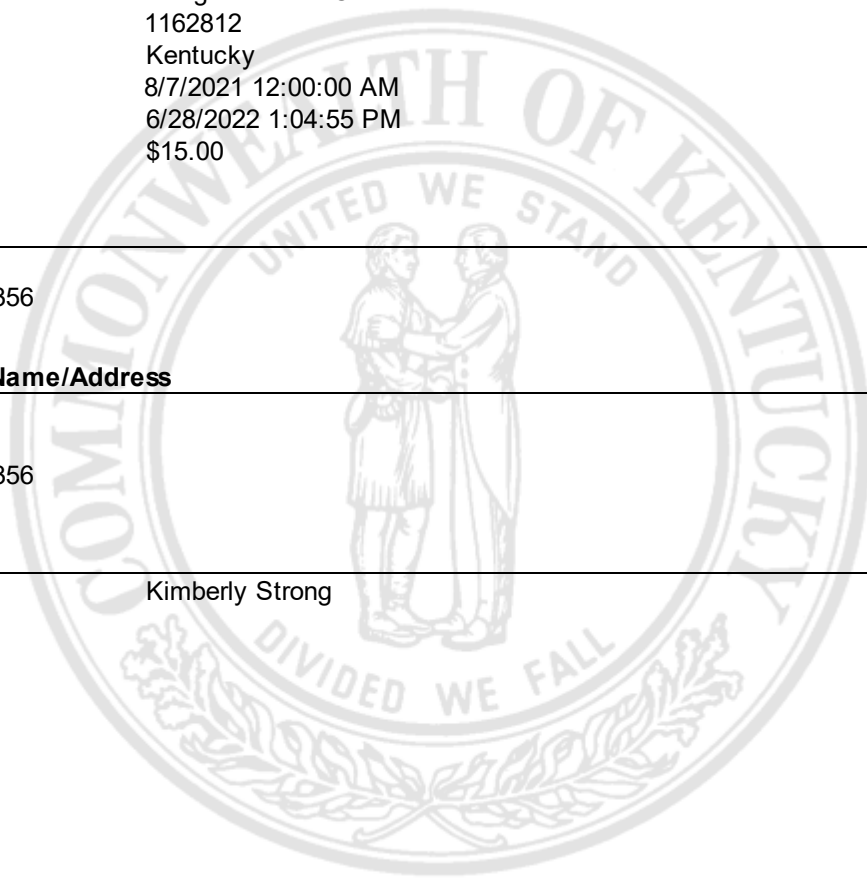 1162812
Kentucky
8/7/2021 12:00:00 AM
6/28/2022 1:04:55 PM
$15.00
COMMONWEALTH OF KENTUCKY
UNITED WE STAND
356
Name/Address
356
Kimberly Strong
DIVIDED WE FALL